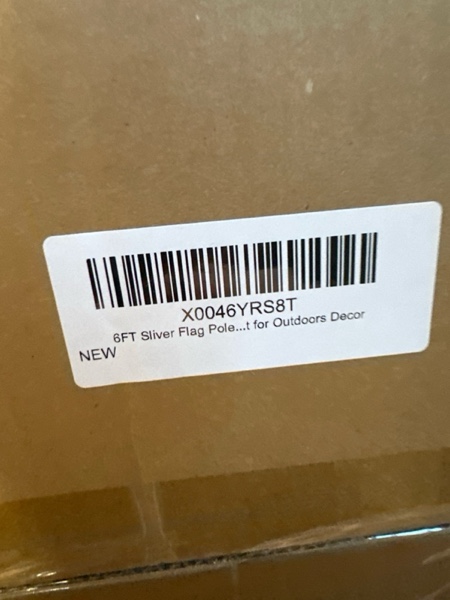 X0046YRS8T
6FT Sliver Flag Pole...t for Outdoors Decor
NEW